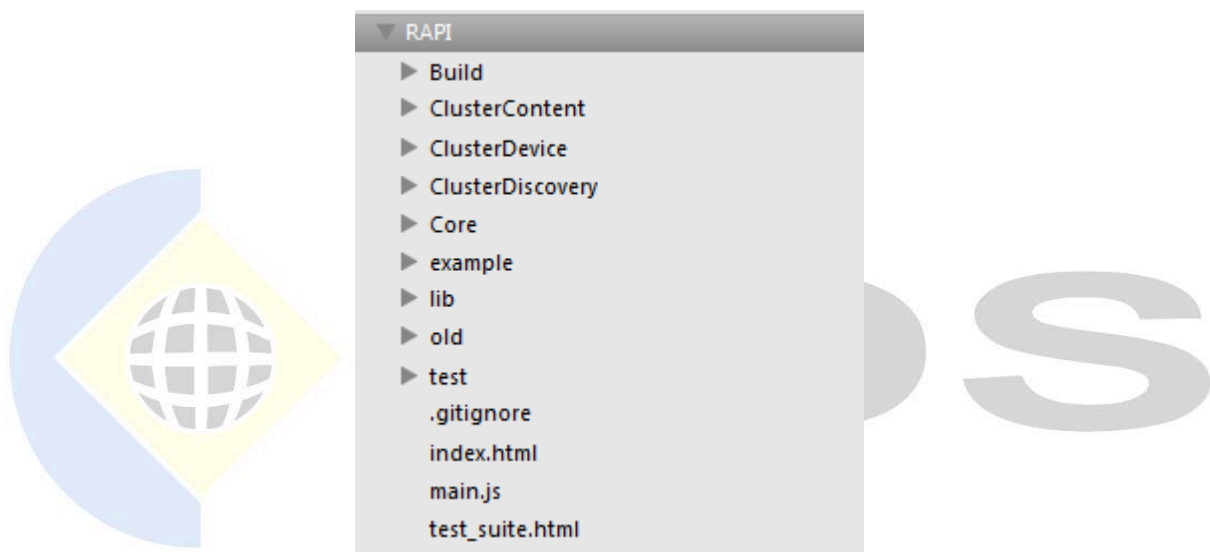 RAPI
Build
ClusterContent
ClusterDevice
ClusterDiscovery
Core
example
lib
old
test
.gitignore
index.html
main.js
test_suite.html